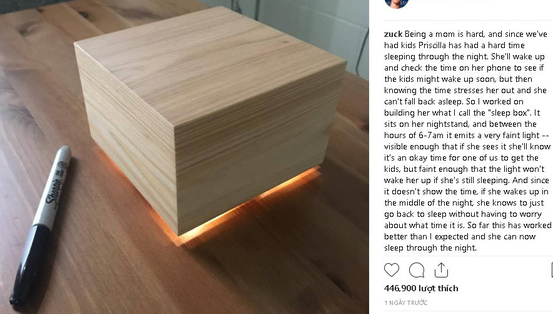 zuck Being a mom is hard, and since we've
had kids Priscilla has had a hard time
sleeping through the night. She'll wake up
and check the time on her phone to see if
the kids might wake up soon, but then
knowing the time stresses her out and she
can't fall back asleep. So I worked on
building her what I call the "sleep box". It
sits on her nightstand, and between the
hours of 6-7am it emits a very faint light --
visible enough that if she sees it she'll know
it's an okay time for one of us to get the
kids, but faint enough that the light won't
wake her up if she's still sleeping. And since
it doesn't show the time, if she wakes up in
the middle of the night, she knows to just
go back to sleep without having to worry
about what time it is. So far this has worked
better than I expected and she can now
sleep through the night.
446,900 lượt thích
1 NGÀY TRƯỚC